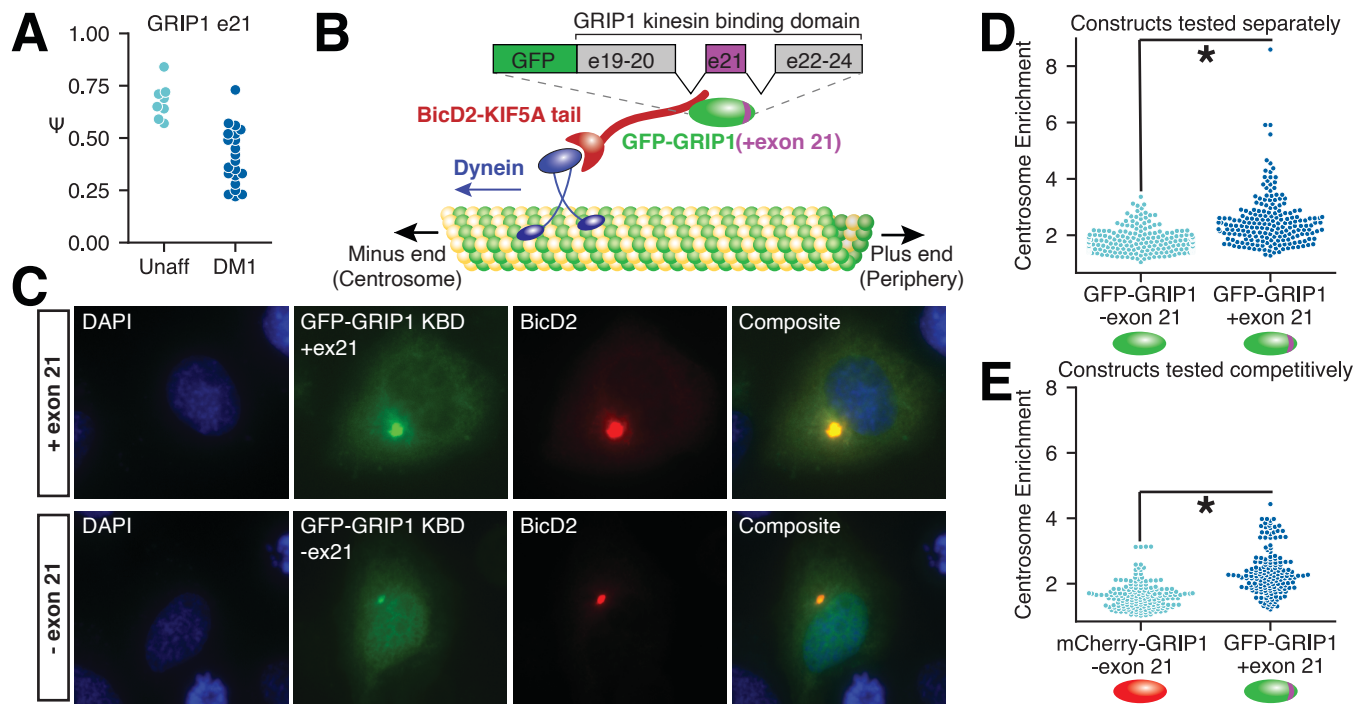 A
GRIP1 e21
1.00
0.75
0.50
0.25
0.00
Ψ
Unaff
DM1
B
GRIP1 kinesin binding domain
GFP
e19-20
e21
e22-24
BicD2-KIF5A tail
GFP-GRIP1(+exon 21)
Dynein
Minus end
(Centrosome)
Plus end
(Periphery)
C
+exon 21
DAPI
GFP-GRIP1 KBD
+ex21
BicD2
Composite
- exon 21
DAPI
GFP-GRIP1 KBD
-ex21
BicD2
Composite
D
Constructs tested separately
Centrosome Enrichment
8
6
4
2
*
GFP-GRIP1
-exon 21
GFP-GRIP1
+exon 21
E
Constructs tested competitively
Centrosome Enrichment
8
6
4
2
*
mCherry-GRIP1
-exon 21
GFP-GRIP1
+exon 21